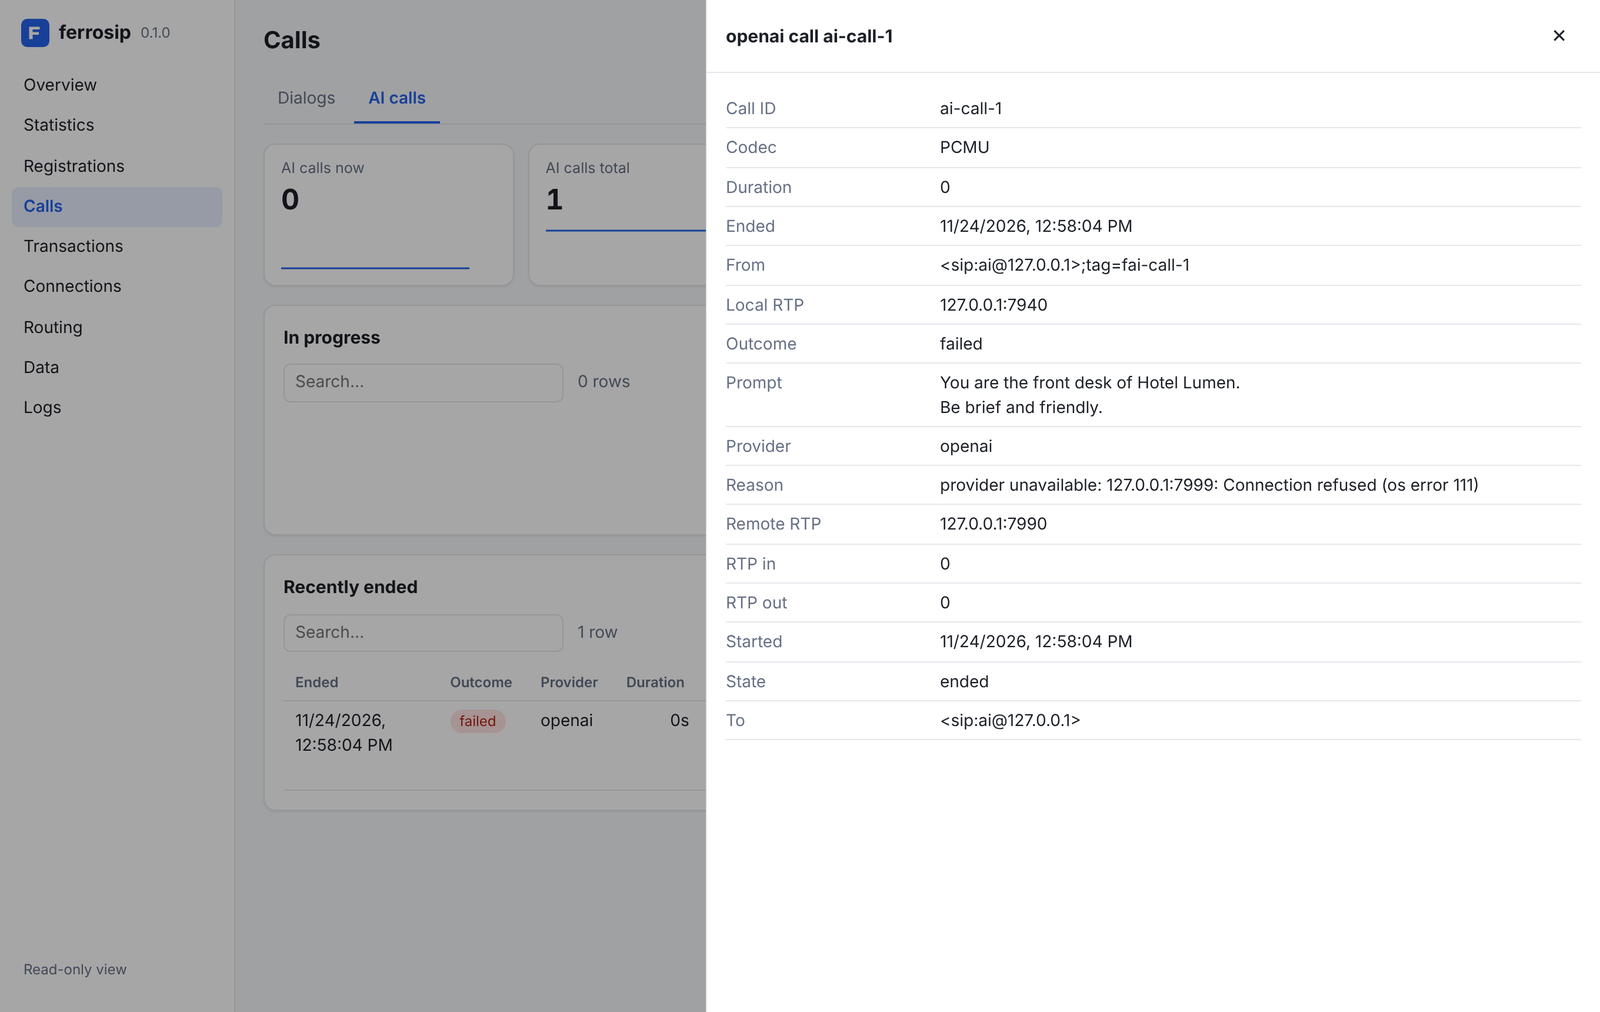 ferrosip 0.1.0
Overview
Statistics
Registrations
Calls
Transactions
Connections
Routing
Data
Logs
Read-only view
Calls
Dialogs
AI calls
AI calls now
0
AI calls total
1
In progress
Search...
0 rows
Recently ended
Search...
1 row
Ended Outcome Provider Duration
11/24/2026, failed openai 0s
12:58:04 PM
openai call ai-call-1
Call ID ai-call-1
Codec PCMU
Duration 0
Ended 11/24/2026, 12:58:04 PM
From <sip:ai@127.0.0.1>;tag=fai-call-1
Local RTP 127.0.0.1:7940
Outcome failed
Prompt You are the front desk of Hotel Lumen.
Be brief and friendly.
Provider openai
Reason provider unavailable: 127.0.0.1:7999: Connection refused (os error 111)
Remote RTP 127.0.0.1:7990
RTP in 0
RTP out 0
Started 11/24/2026, 12:58:04 PM
State ended
To <sip:ai@127.0.0.1>